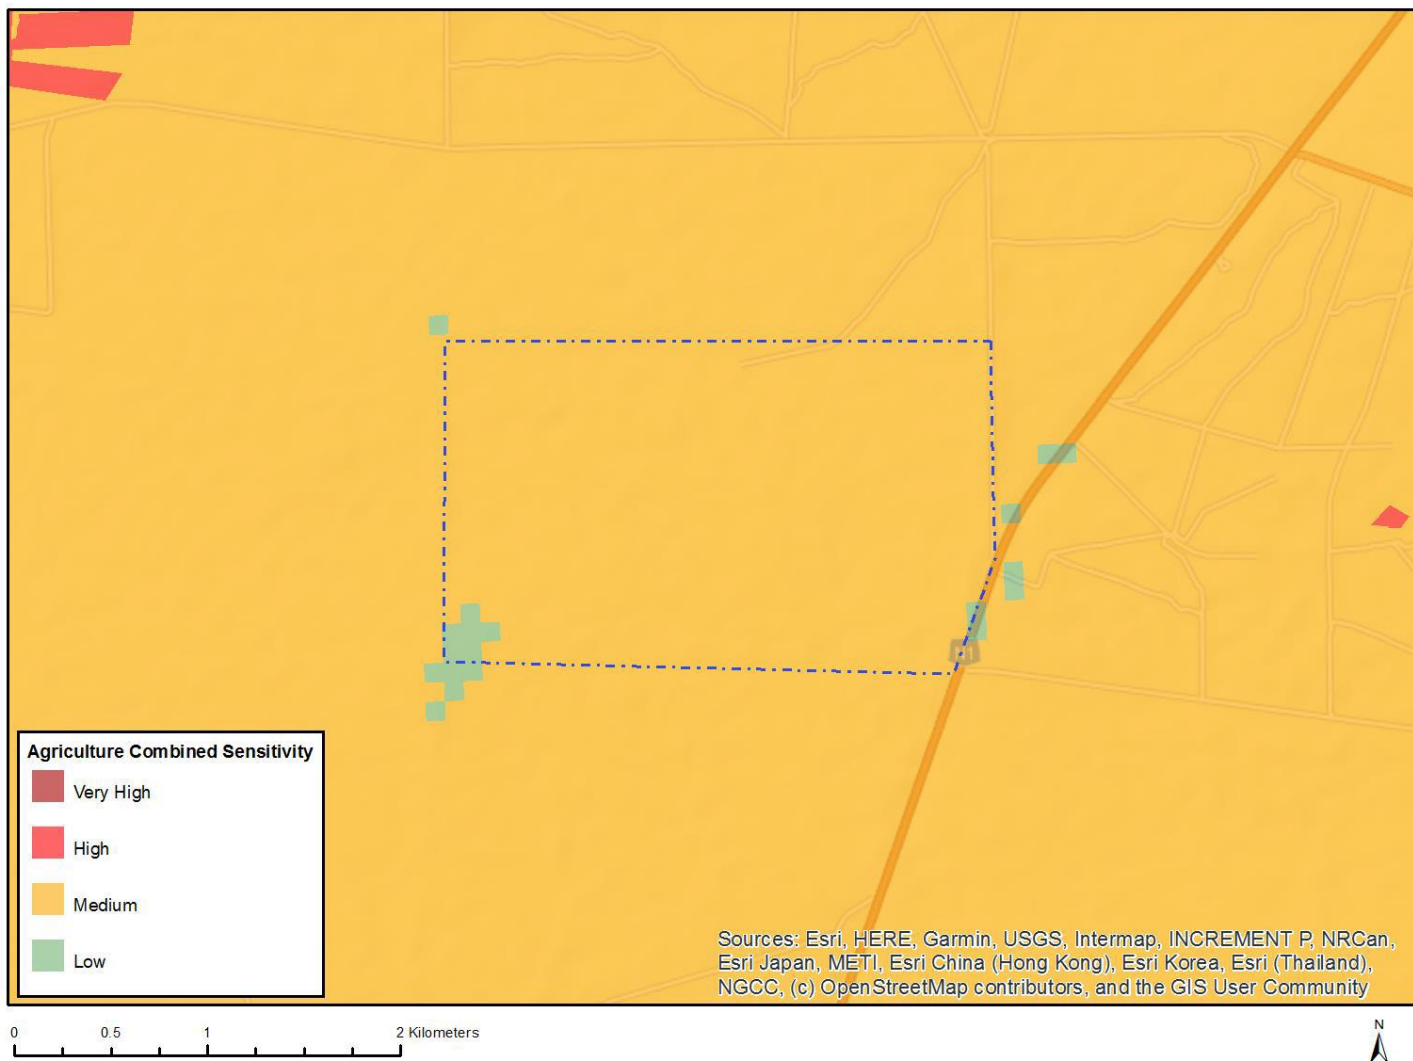 N1
Agriculture Combined Sensitivity
Very High
High
Medium
Low
Sources: Esri, HERE, Garmin, USGS, Intermap, INCREMENT P, NRCan,
Esri Japan, METI, Esri China (Hong Kong), Esri Korea, Esri (Thailand),
NGCC, (c) OpenStreetMap contributors, and the GIS User Community
0 0.5 1 2 Kilometers
N